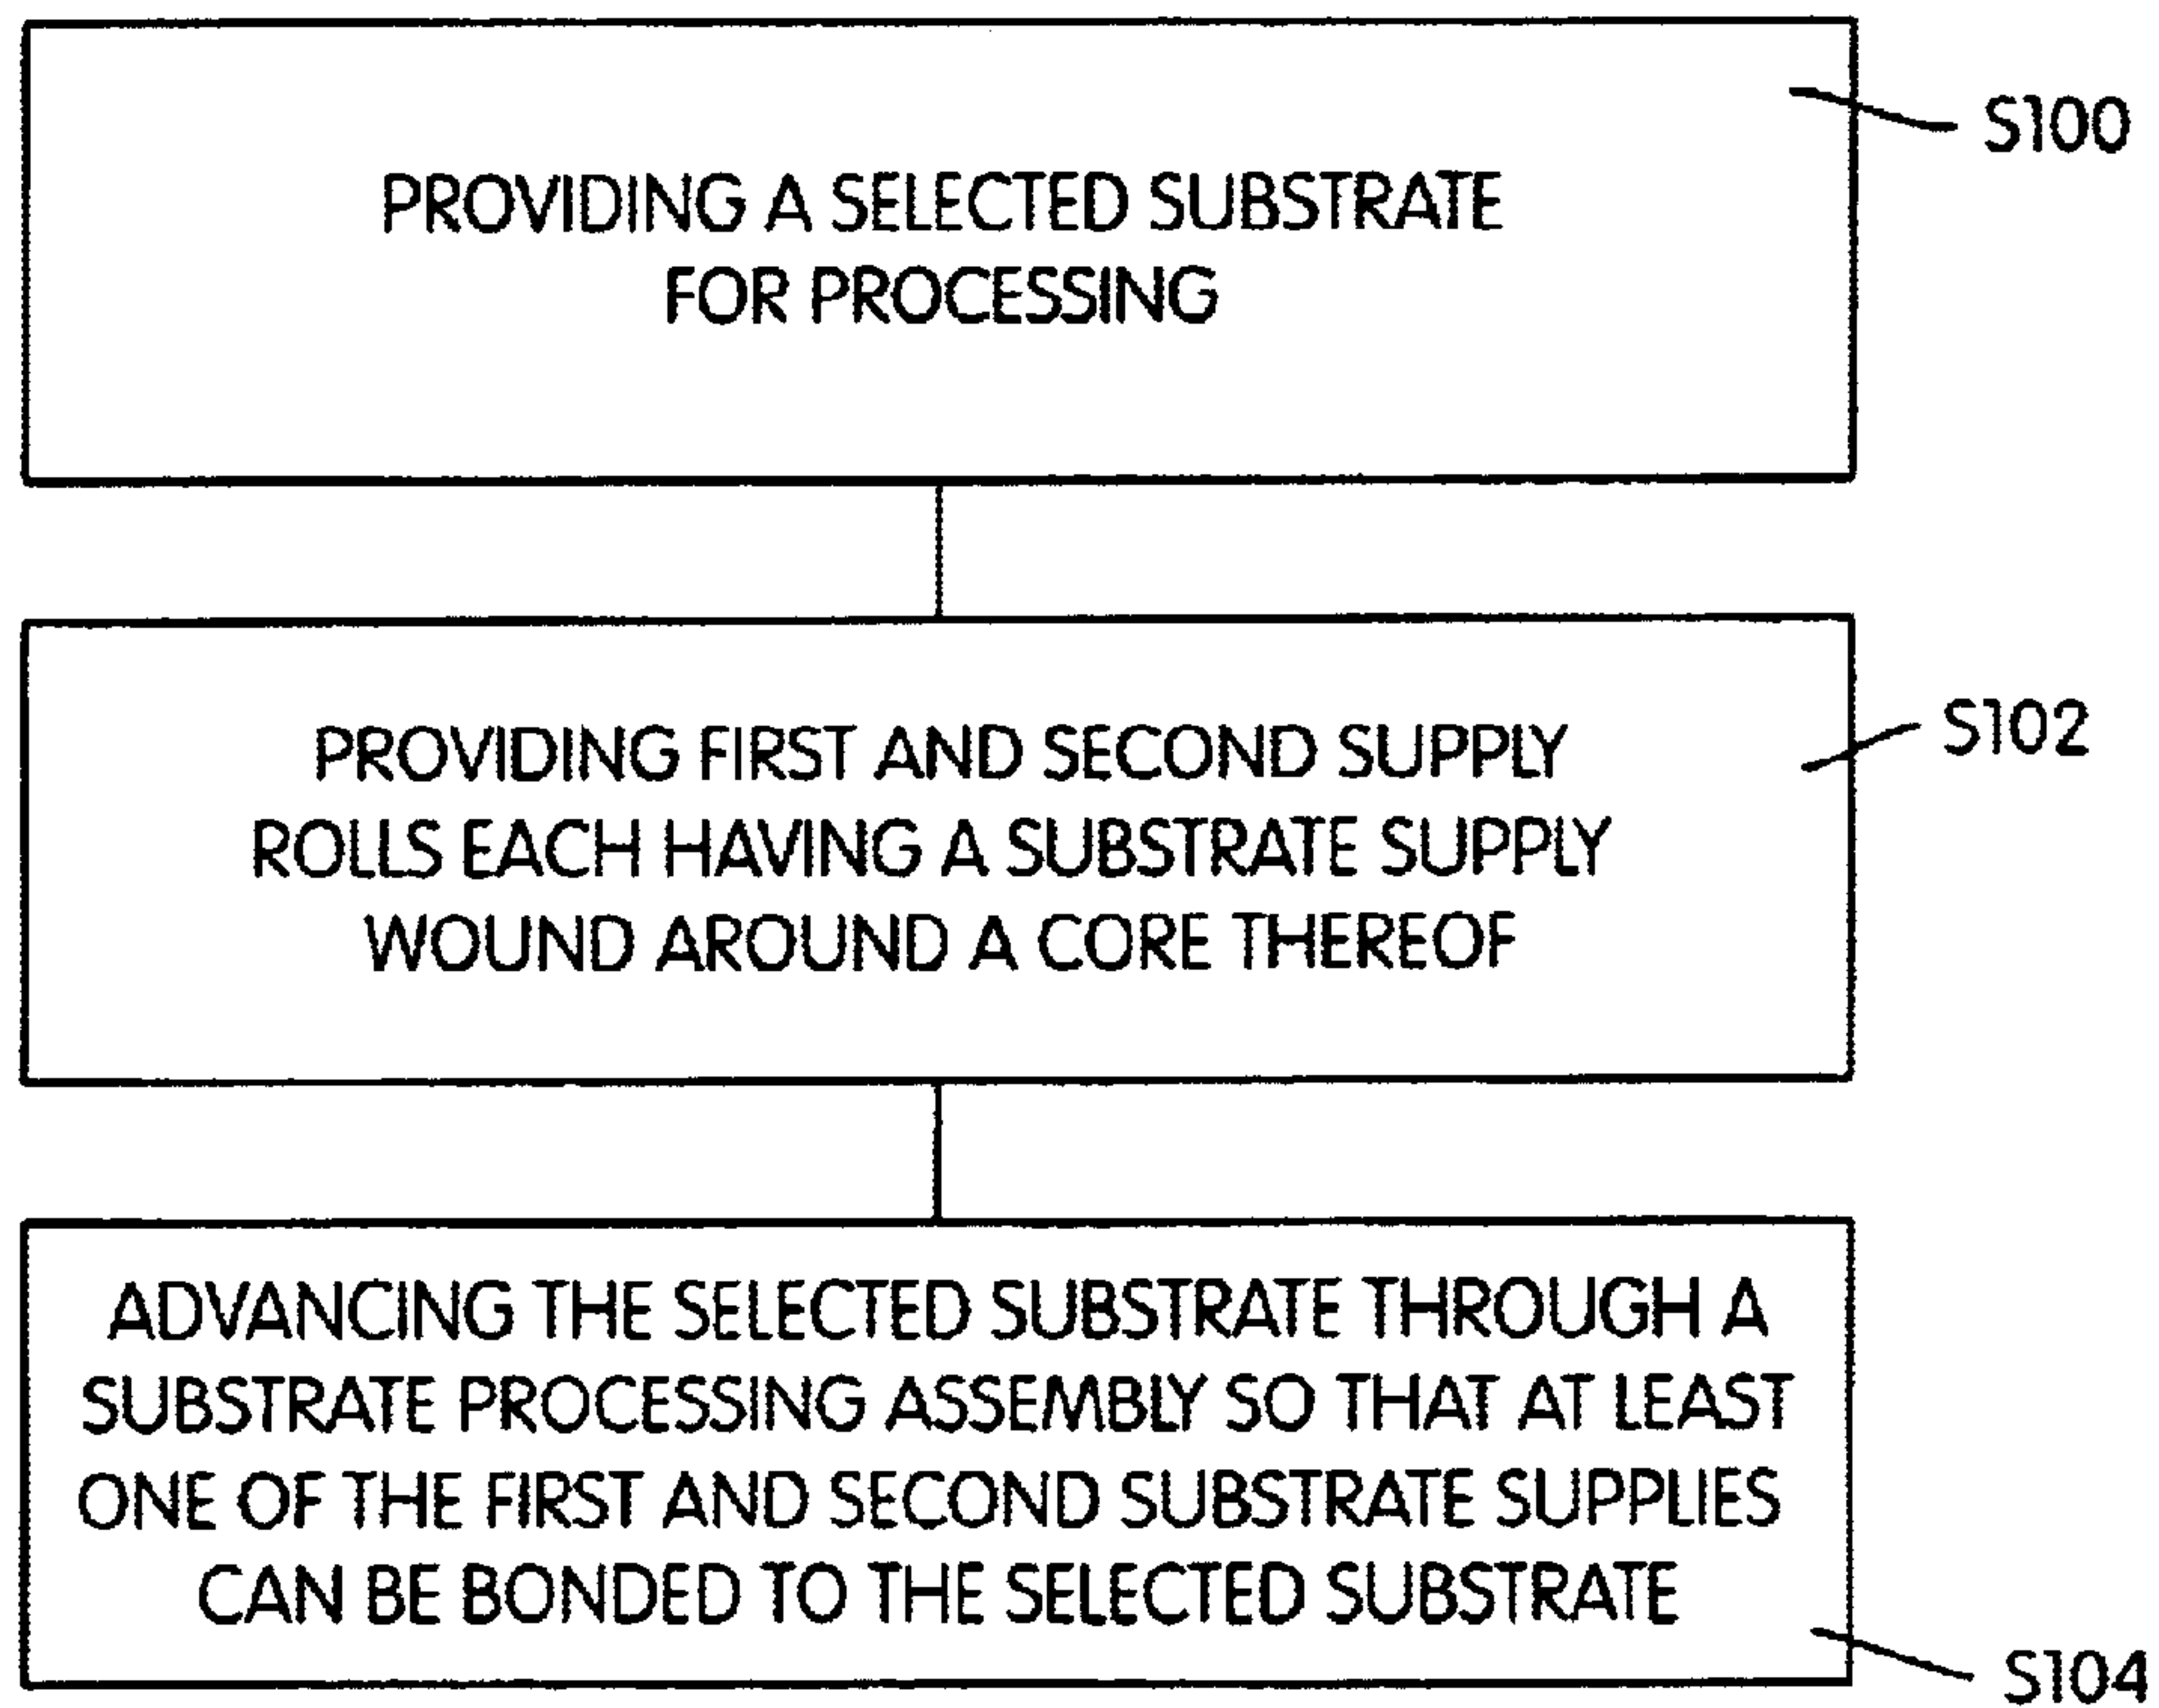 S100
PROVIDING A SELECTED SUBSTRATE
FOR PROCESSING
S102
PROVIDING FIRST AND SECOND SUPPLY
ROLLS EACH HAVING A SUBSTRATE SUPPLY
WOUND AROUND A CORE THEREOF
ADVANCING THE SELECTED SUBSTRATE THROUGH A
SUBSTRATE PROCESSING ASSEMBLY SO THAT AT LEAST
ONE OF THE FIRST AND SECOND SUBSTRATE SUPPLIES
CAN BE BONDED TO THE SELECTED SUBSTRATE
S104